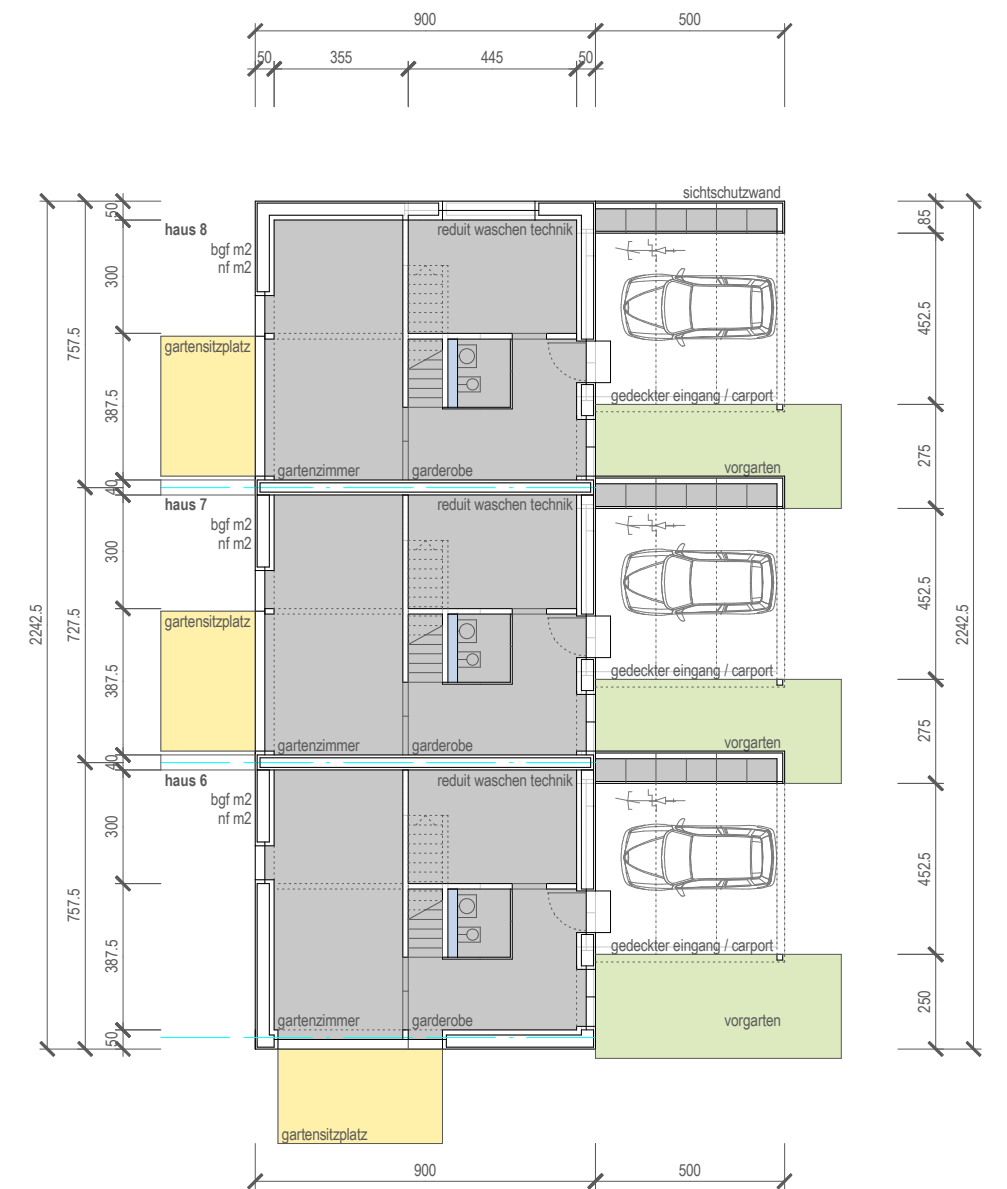 900
500
50
355
445
50
sichtschutzwand
50
85
haus 8
reduit waschen technik
bgf m2
nf m2
300
452.5
757.5
gartensitzplatz
387.5
gedeckter eingang / carport
275
gartenzimmer
garderobe
vorgarten
40
haus 7
reduit waschen technik
bgf m2
nf m2
300
452.5
2242.5
727.5
2242.5
gartensitzplatz
387.5
gedeckter eingang / carport
275
gartenzimmer
garderobe
vorgarten
40
haus 6
reduit waschen technik
bgf m2
nf m2
300
452.5
757.5
387.5
gedeckter eingang / carport
250
gartenzimmer
garderobe
vorgarten
50
gartensitzplatz
900
500